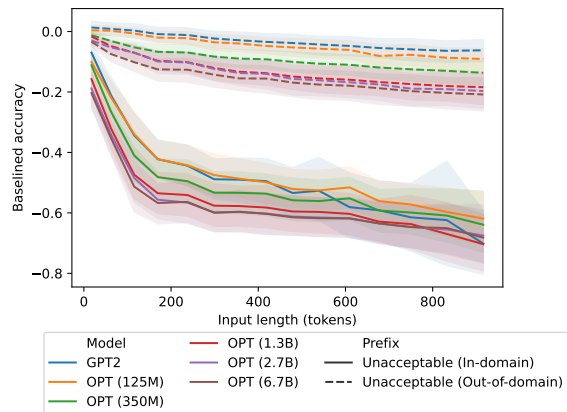 0.0
−0.2
−0.4
−0.6
−0.8
Baselined accuracy
0 200 400 600 800
Input length (tokens)
Model
GPT2
OPT (125M)
OPT (350M)
OPT (1.3B)
OPT (2.7B)
OPT (6.7B)
Prefix
Unacceptable (In-domain)
Unacceptable (Out-of-domain)